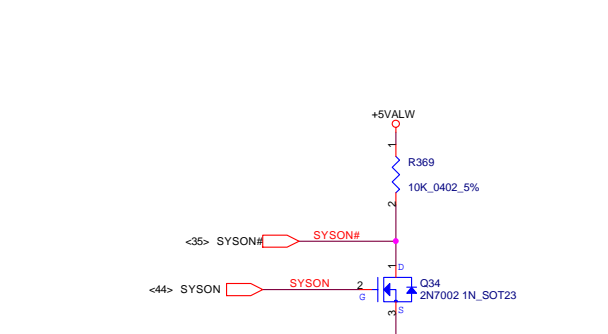 +5VALW
1
R369
10K_0402_5%
2
<35> SYSON# SYSON#
1 D
<44> SYSON SYSON 2 G Q34
2N7002 1N_SOT23
3 S